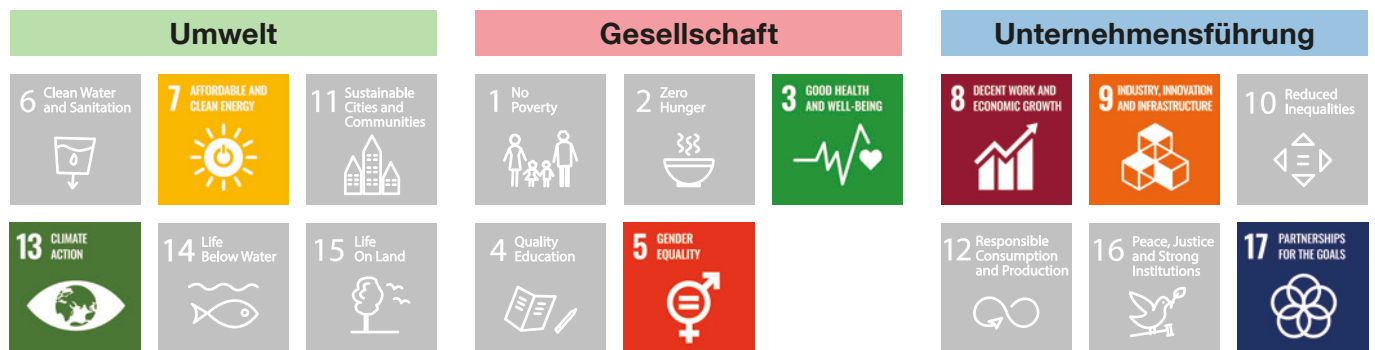 Umwelt
Gesellschaft
Unternehmensführung
6 Clean Water
and Sanitation
7 AFFORDABLE AND
CLEAN ENERGY
11 Sustainable
Cities and
Communities
1 No
Poverty
2 Zero
Hunger
3 GOOD HEALTH
AND WELL-BEING
8 DECENT WORK AND
ECONOMIC GROWTH
9 INDUSTRY, INNOVATION
AND INFRASTRUCTURE
10 Reduced
Inequalities
13 CLIMATE
ACTION
14 Life
Below Water
15 Life
On Land
4 Quality
Education
5 GENDER
EQUALITY
12 Responsible
Consumption
and Production
16 Peace, Justice
and Strong
Institutions
17 PARTNERSHIPS
FOR THE GOALS